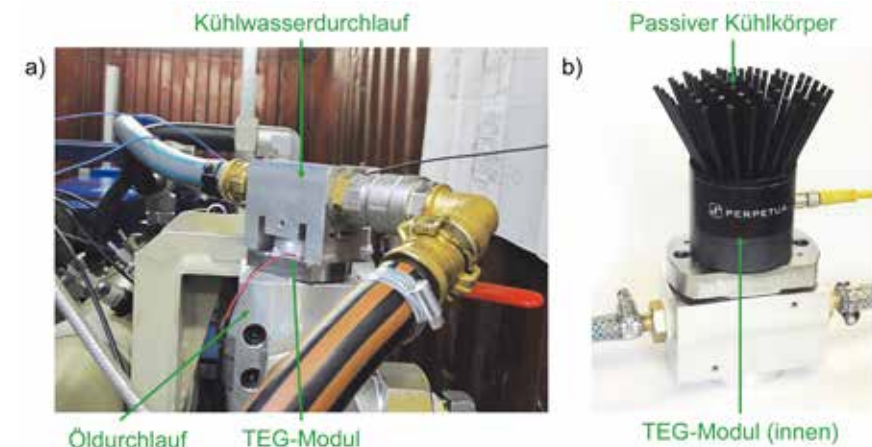 Kühlwasserdurchlauf
Passiver Kühlkörper
a)
b)
PERPETUA
Öldurchlauf
TEG-Modul
TEG-Modul (innen)